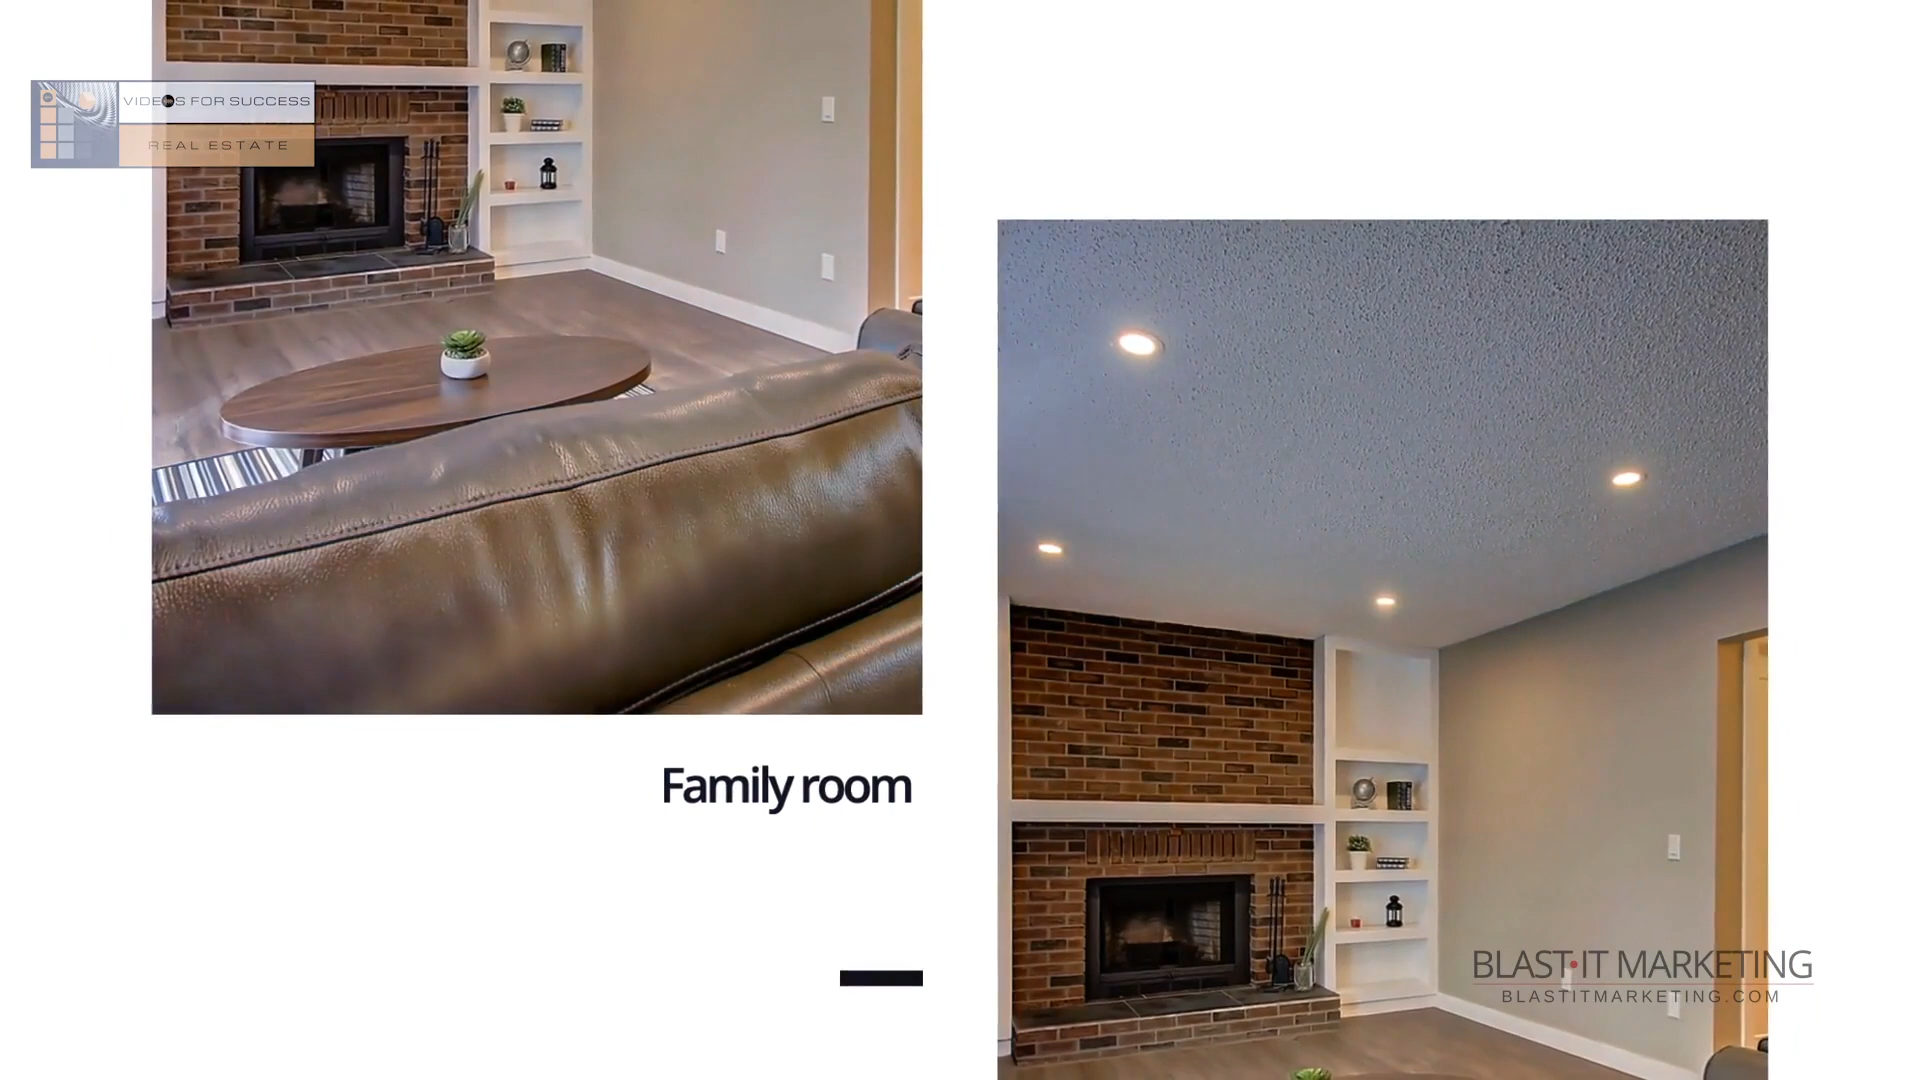 VIDEOS FOR SUCCESS
REAL ESTATE
Family room
BLAST·IT MARKETING
BLASTITMARKETING.COM